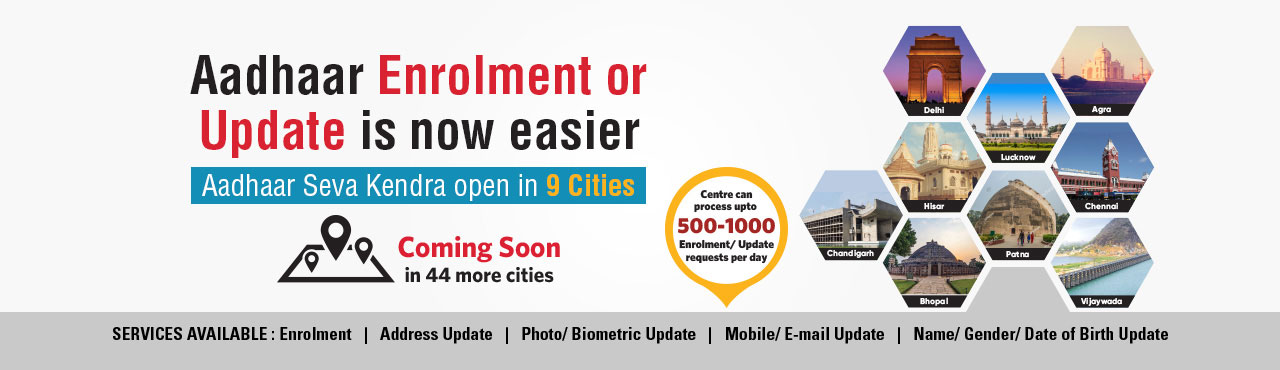 Aadhaar Enrolment or
Update is now easier
Aadhaar Seva Kendra open in 9 Cities
Coming Soon
in 44 more cities
Centre can
process upto
500-1000
Enrolment/ Update
requests per day
Delhi
Agra
Lucknow
Hisar
Chennai
Chandigarh
Patna
Bhopal
Vijaywada
SERVICES AVAILABLE : Enrolment | Address Update | Photo/ Biometric Update | Mobile/ E-mail Update | Name/ Gender/ Date of Birth Update